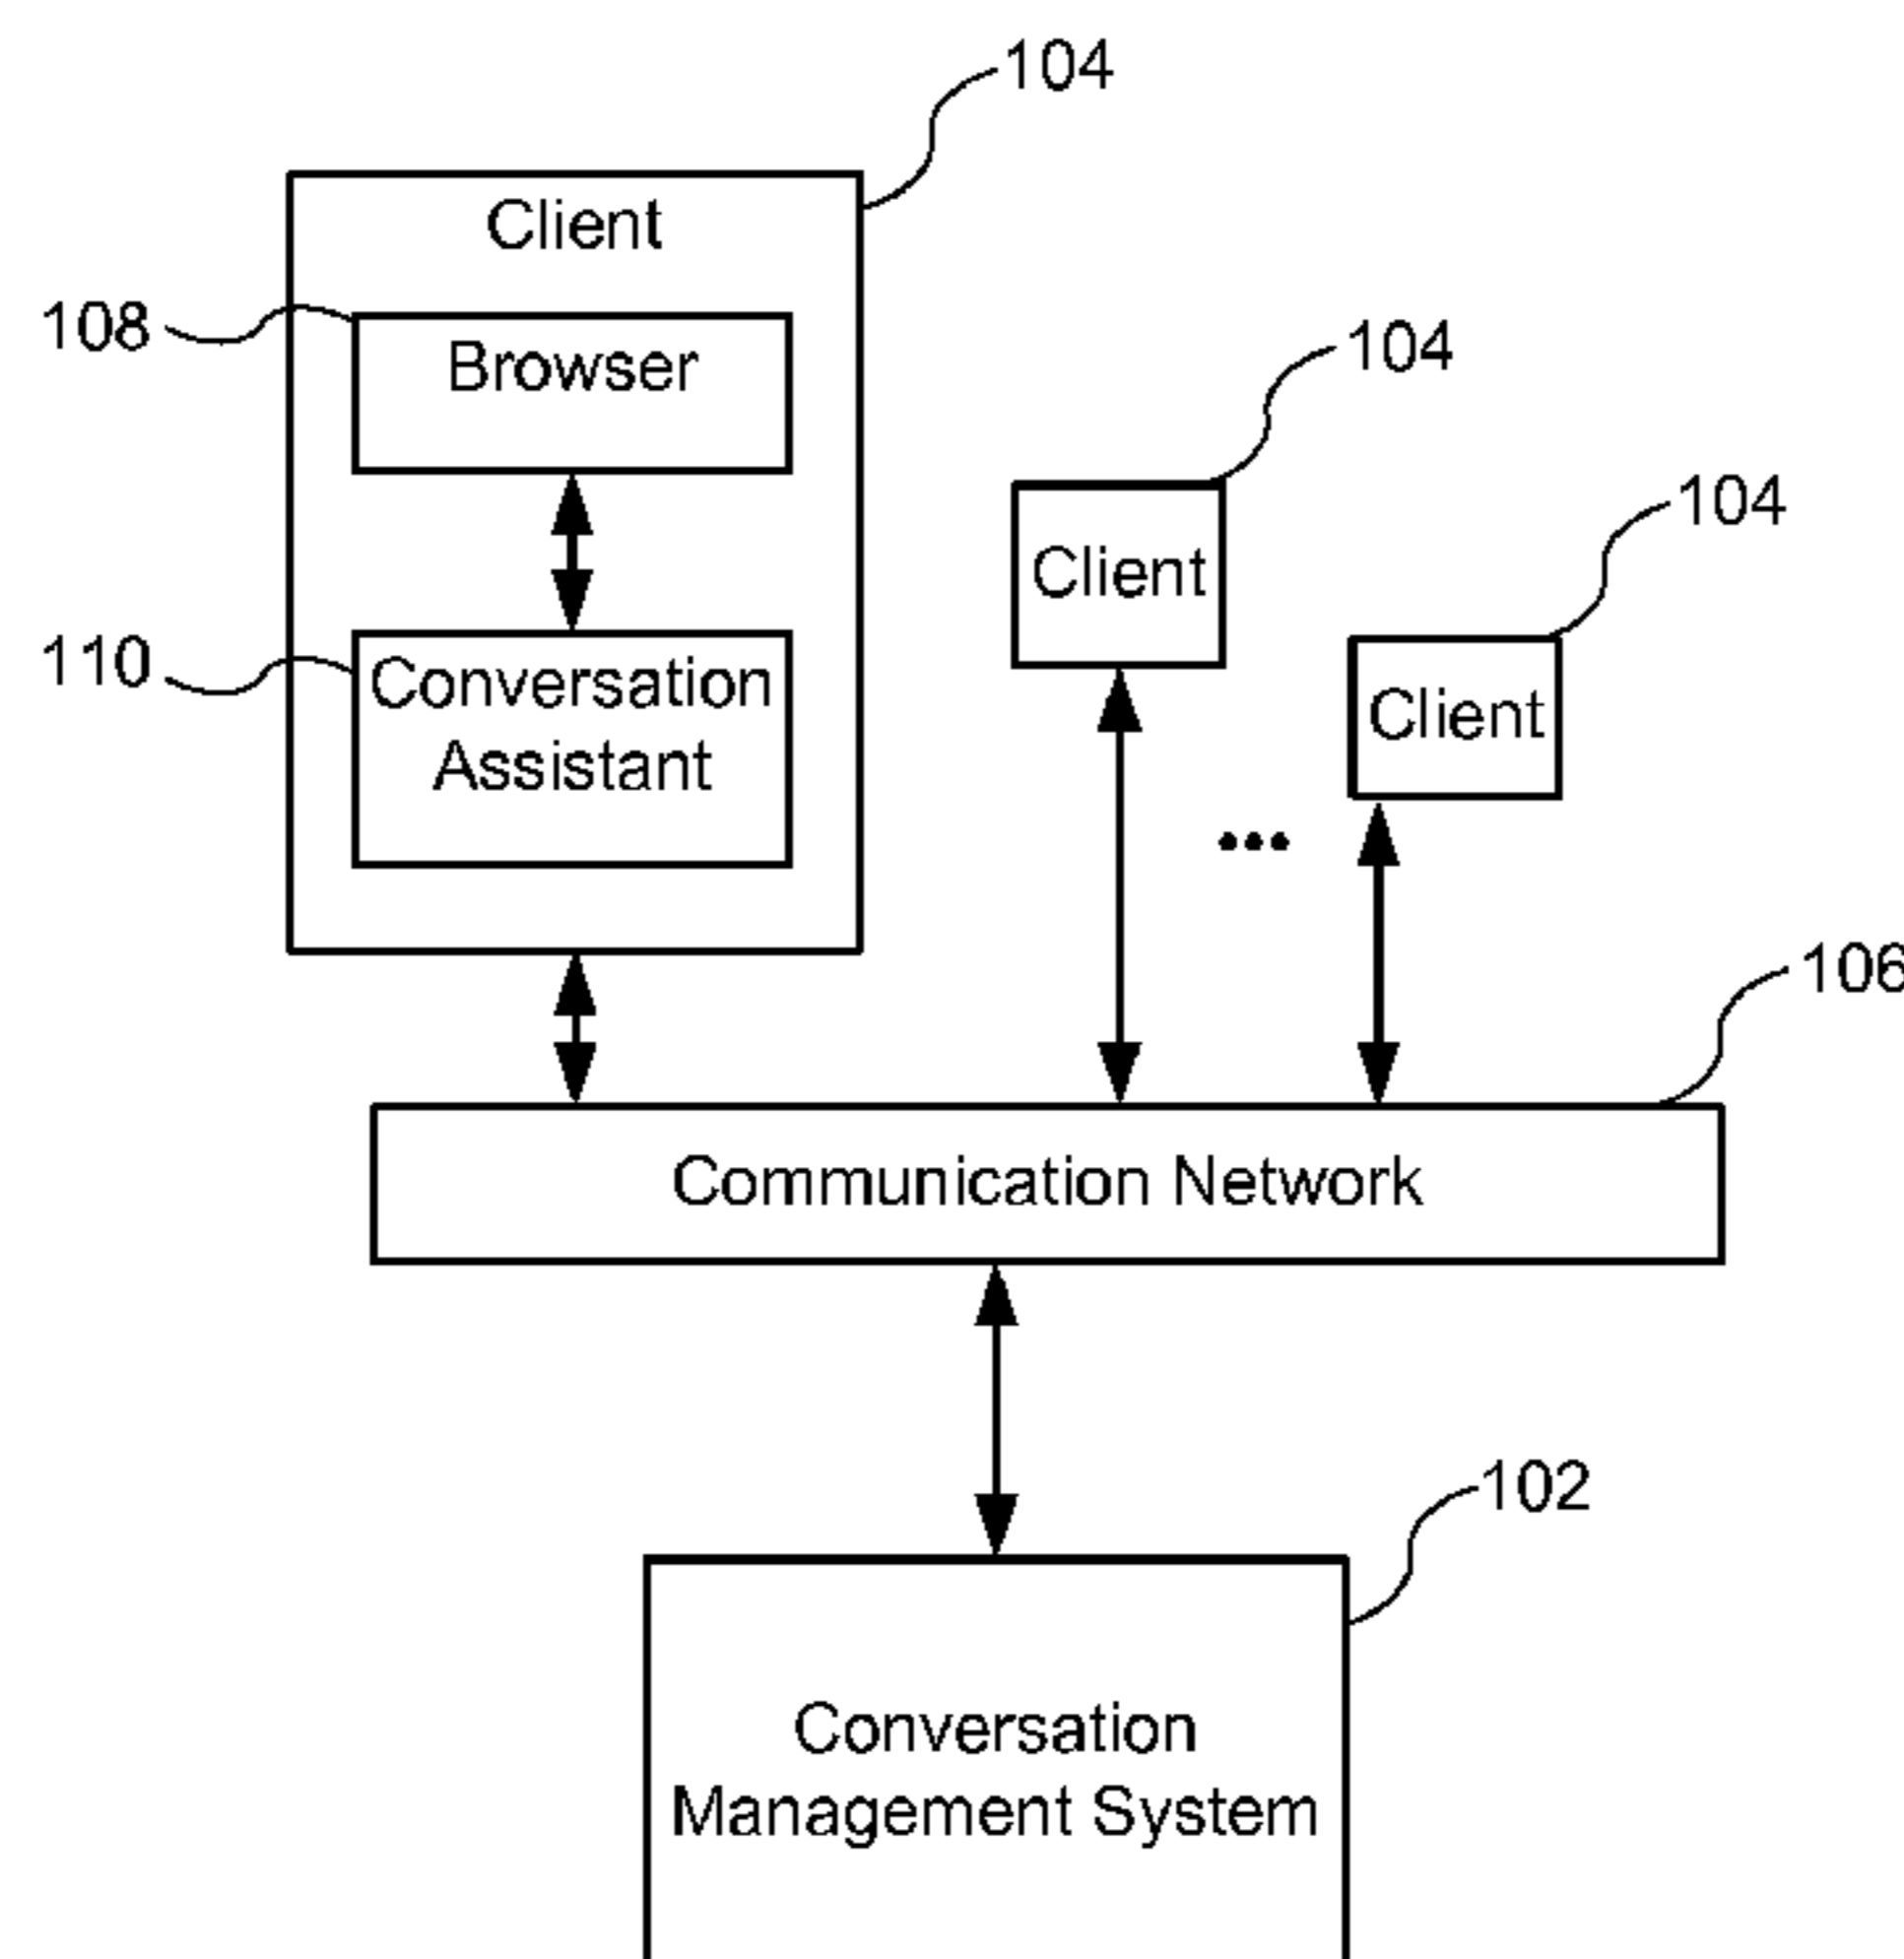 104
Client
108
Browser
104
104
Client
110
Conversation
Assistant
Client
106
Communication Network
102
Conversation
Management System